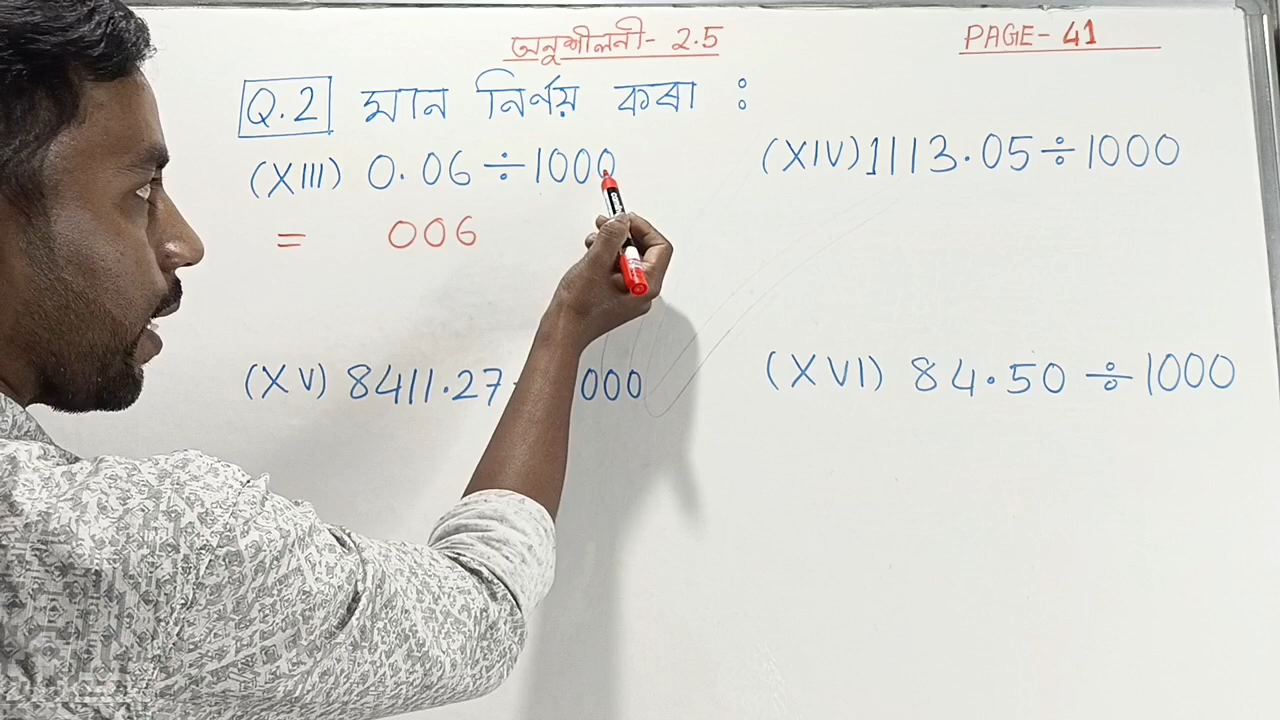 অনুশীলনী- 2.5
PAGE- 41
Q.2 মান নিৰ্ণয় কৰা :
(XIII) 0.06 ÷ 1000
= 006
(XIV) 1113.05 ÷ 1000
(XV) 8411.27 000
(XVI) 84.50 ÷ 1000